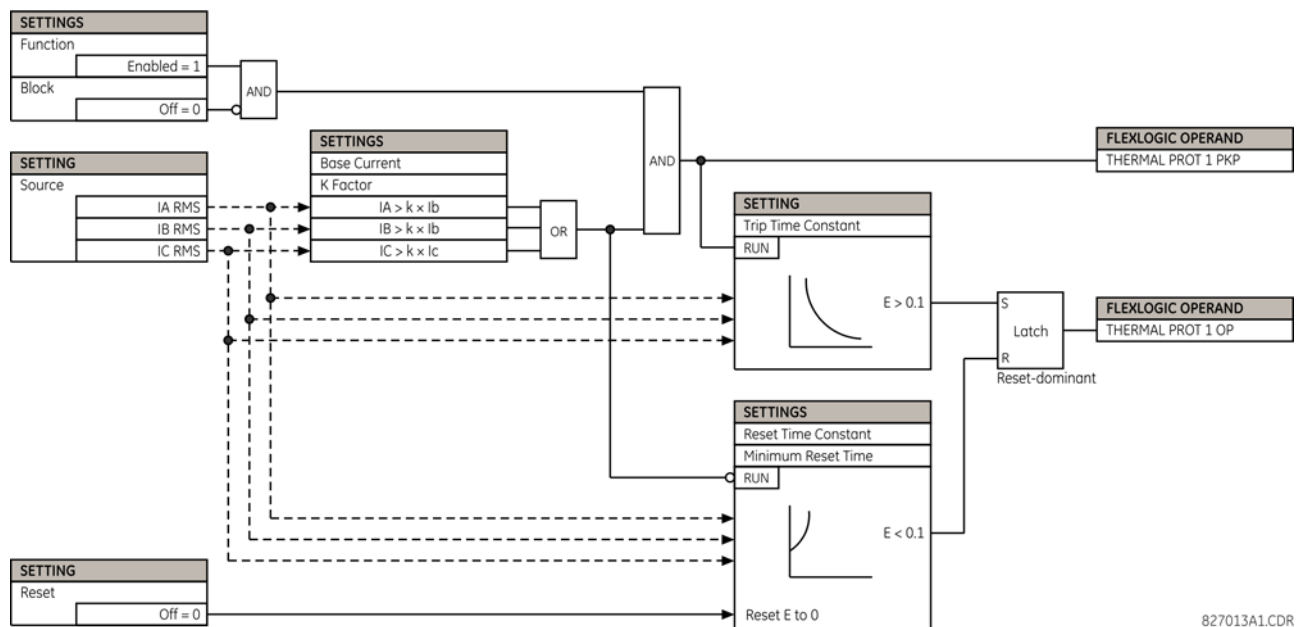 SETTINGS
Function
Enabled = 1
Block
Off = 0
AND
SETTING
Source
IA RMS
IB RMS
IC RMS
SETTINGS
Base Current
K Factor
IA > k × Ib
IB > k × Ib
IC > k × Ic
OR
AND
FLEXLOGIC OPERAND
THERMAL PROT 1 PKP
SETTING
Trip Time Constant
RUN
E > 0.1
S
Latch
R
Reset-dominant
FLEXLOGIC OPERAND
THERMAL PROT 1 OP
SETTINGS
Reset Time Constant
Minimum Reset Time
RUN
E < 0.1
Reset E to 0
SETTING
Reset
Off = 0
827013A1.CDR